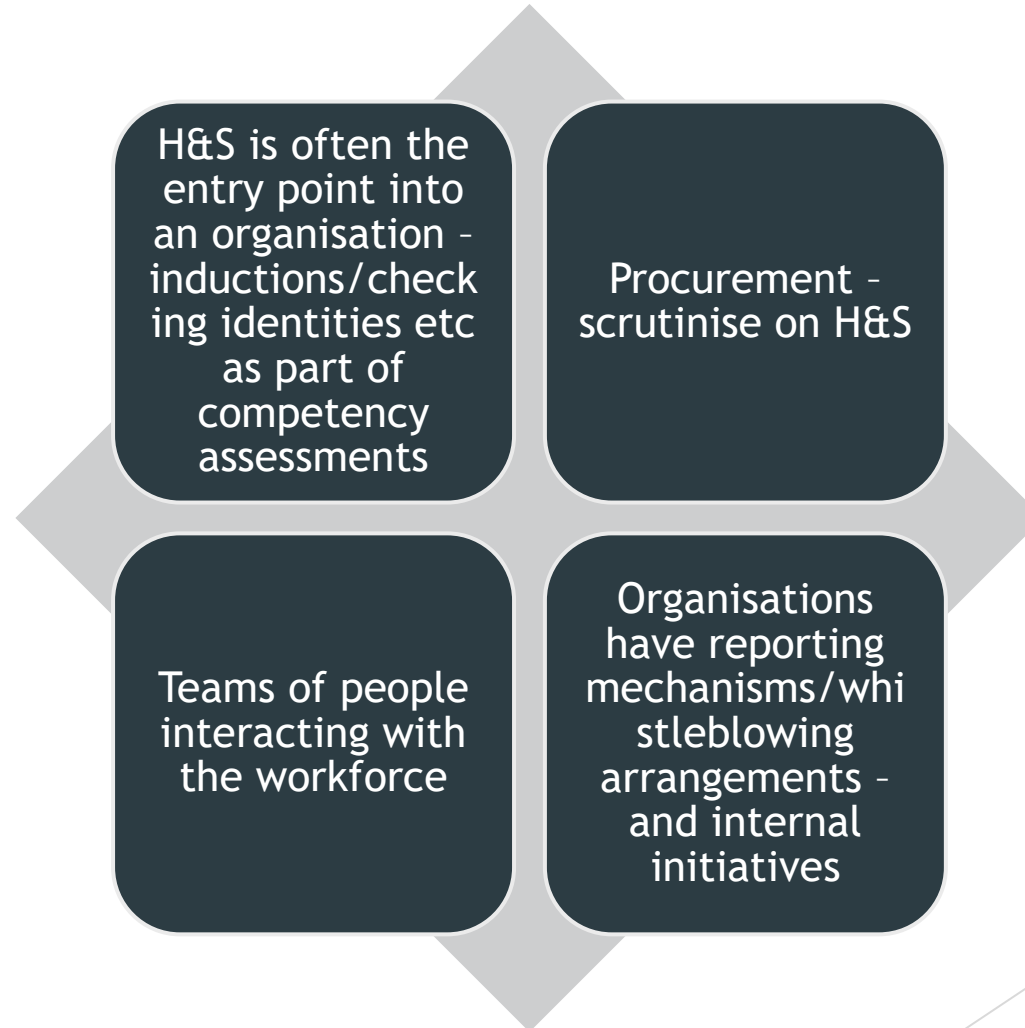 H&S is often the
entry point into
an organisation –
inductions/check
ing identities etc
as part of
competency
assessments
Procurement –
scrutinise on H&S
Teams of people
interacting with
the workforce
Organisations
have reporting
mechanisms/whi
stleblowing
arrangements –
and internal
initiatives